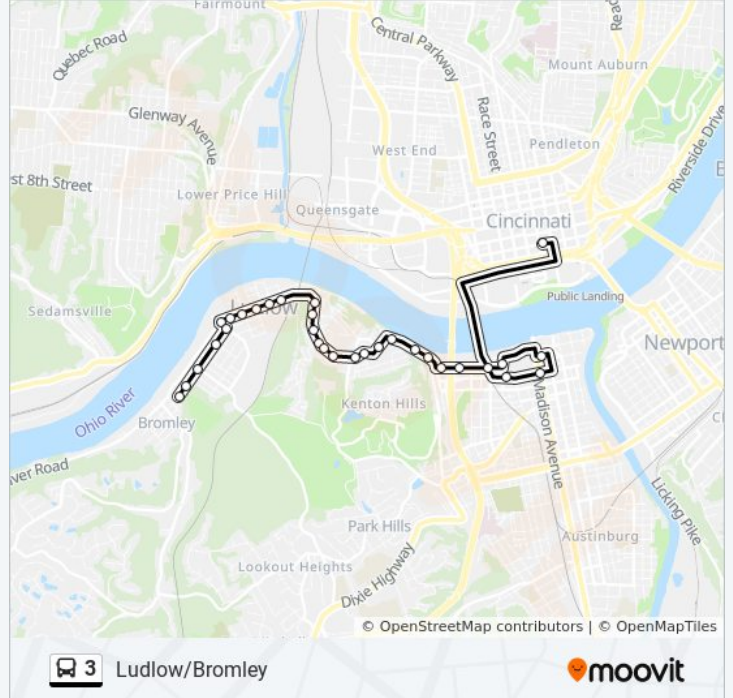 Fairmount
Quebec Road
Central Parkway
Mount Auburn
Glenway Avenue
Race Street
Pendleton
West End
Riverside Drive
st 8th Street
Lower Price Hill
Queensgate
Cincinnati
Sedamsville
Ludlow
Public Landing
Newport
Ohio River
Bromley
Kenton Hills
Madison Avenue
ver Road
Licking Pike
Park Hills
Austinburg
Lookout Heights
Dixie Highway
© OpenStreetMap contributors | © OpenMapTiles
3 Ludlow/Bromley
moovit